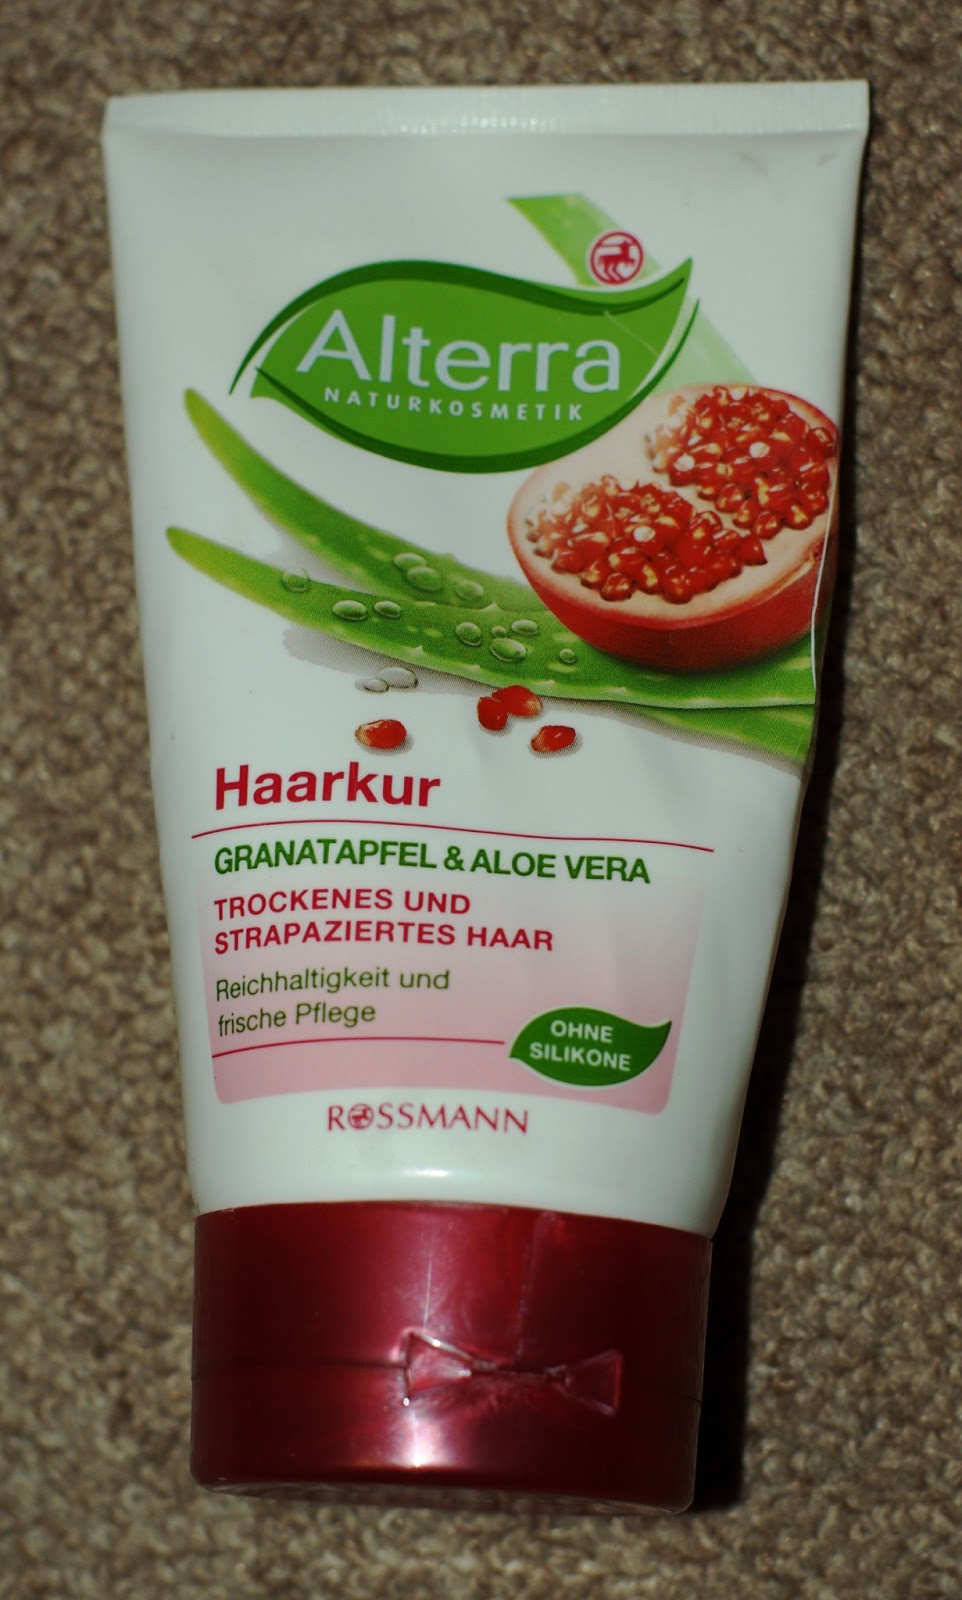 Alterra
NATURKOSMETIK
Haarkur
GRANATAPFEL & ALOE VERA
TROCKENES UND
STRAPAZIERTES HAAR
Reichhaltigkeit und
frische Pflege
OHNE
SILIKONE
ROSSMANN